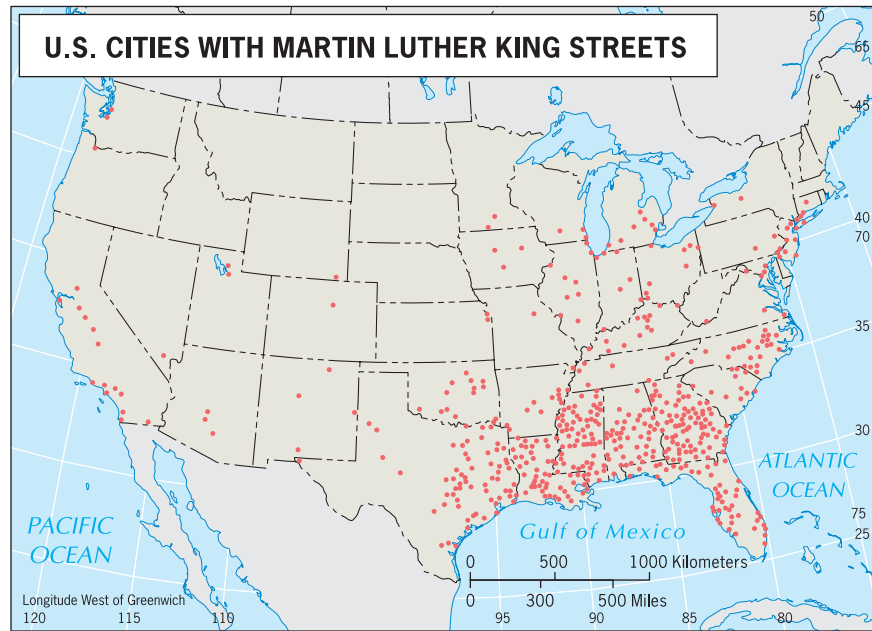 U.S. CITIES WITH MARTIN LUTHER KING STREETS
50
65
45
40
70
35
30
ATLANTIC
OCEAN
75
25
PACIFIC
OCEAN
Gulf of Mexico
0 500 1000 Kilometers
0 300 500 Miles
Longitude West of Greenwich
120 115 110 95 90 85 80